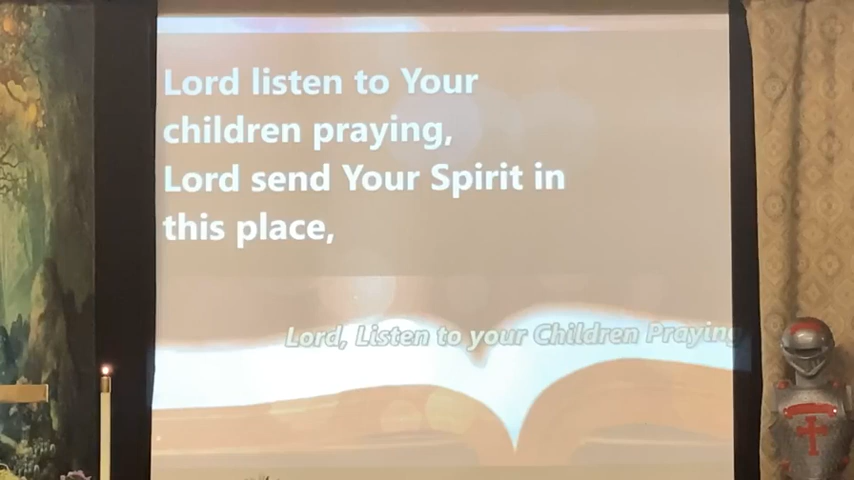 Lord listen to Your
children praying,
Lord send Your Spirit in
this place,
Lord, Listen to your Children Praying